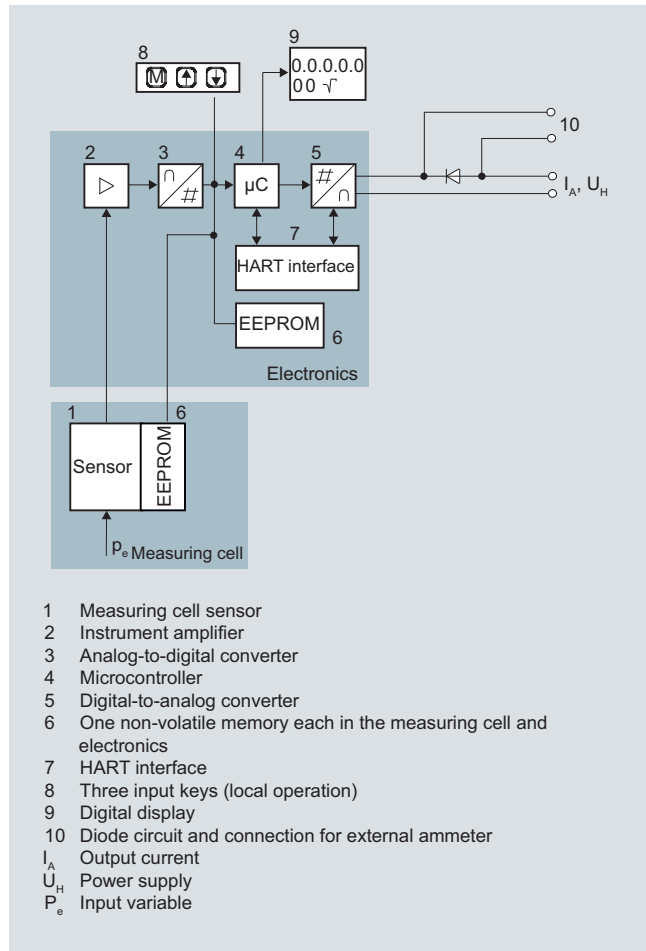 8
M
9
0.0.0.0.0
00 √
10
2
3
4
5
∩
#
µC
#
∩
I_A, U_H
7
HART interface
EEPROM
6
Electronics
1
6
Sensor
EEPROM
p_e Measuring cell
1 Measuring cell sensor
2 Instrument amplifier
3 Analog-to-digital converter
4 Microcontroller
5 Digital-to-analog converter
6 One non-volatile memory each in the measuring cell and
electronics
7 HART interface
8 Three input keys (local operation)
9 Digital display
10 Diode circuit and connection for external ammeter
I_A Output current
U_H Power supply
P_e Input variable